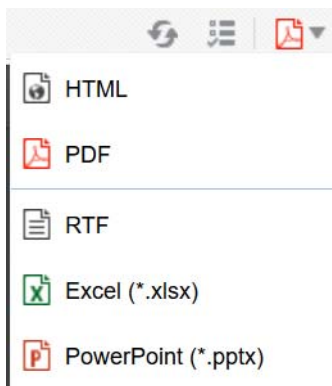 HTML
PDF
RTF
Excel (*.xlsx)
PowerPoint (*.pptx)